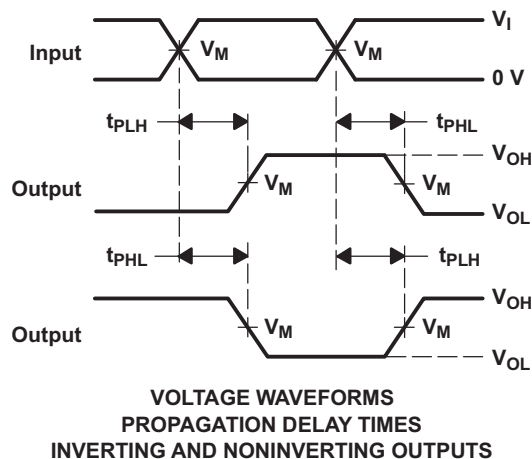 V_I
Input V_M V_M
0 V
t_PLH t_PHL
V_OH
Output V_M V_M
V_OL
t_PHL t_PLH
V_OH
Output V_M V_M
V_OL
VOLTAGE WAVEFORMS
PROPAGATION DELAY TIMES
INVERTING AND NONINVERTING OUTPUTS